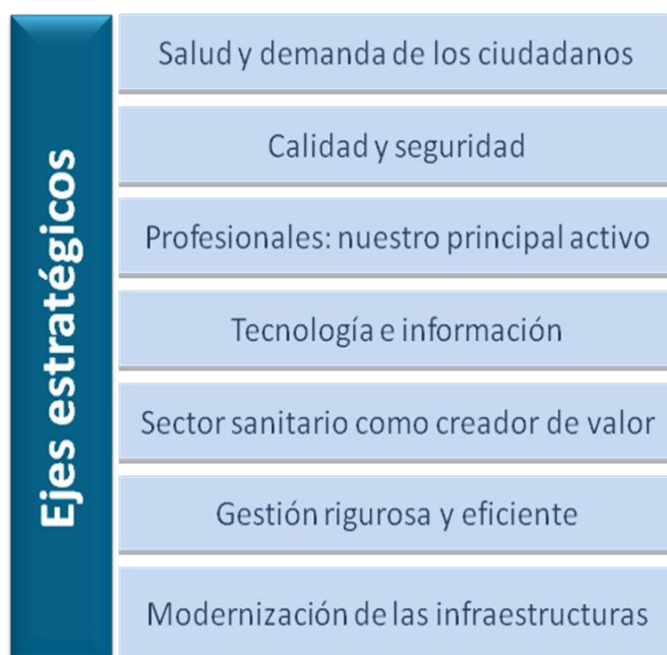 Ejes estratégicos
Salud y demanda de los ciudadanos
Calidad y seguridad
Profesionales: nuestro principal activo
Tecnología e información
Sector sanitario como creador de valor
Gestión rigurosa y eficiente
Modernización de las infraestructuras